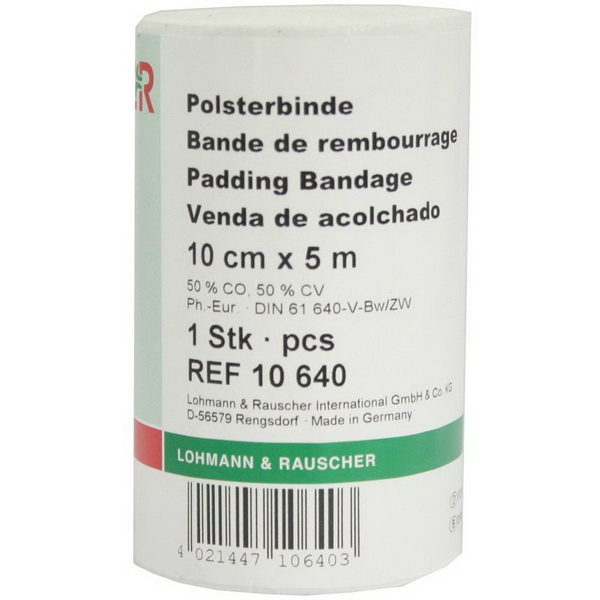 R
Polsterbinde
Bande de rembourrage
Padding Bandage
Venda de acolchado
10 cm x 5 m
50 % CO, 50 % CV
Ph.-Eur. · DIN 61 640-V-Bw/ZW
1 Stk · pcs
REF 10 640
Lohmann & Rauscher International GmbH & Co. KG
D-56579 Rengsdorf · Made in Germany
LOHMANN & RAUSCHER
4 021447 106403